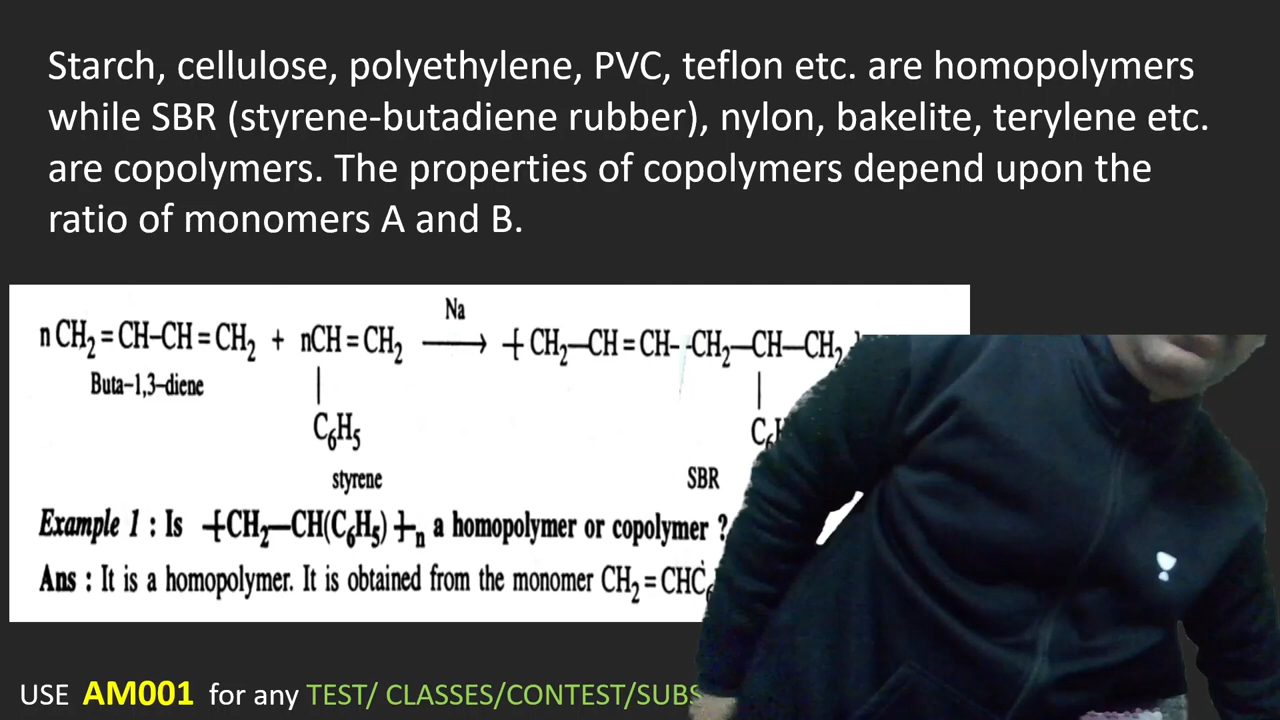 Starch, cellulose, polyethylene, PVC, teflon etc. are homopolymers
while SBR (styrene-butadiene rubber), nylon, bakelite, terylene etc.
are copolymers. The properties of copolymers depend upon the
ratio of monomers A and B.
Na
n CH₂ = CH–CH = CH₂ + nCH = CH₂ ⟶ + CH₂—CH = CH- -CH₂—CH—CH₂
Buta–1,3–diene
C₆H₅ C₆H
styrene SBR
Example 1 : Is +CH₂—CH(C₆H₅) +ₙ a homopolymer or copolymer ?
Ans : It is a homopolymer. It is obtained from the monomer CH₂ = CHC₆
USE AM001 for any TEST/ CLASSES/CONTEST/SUBS